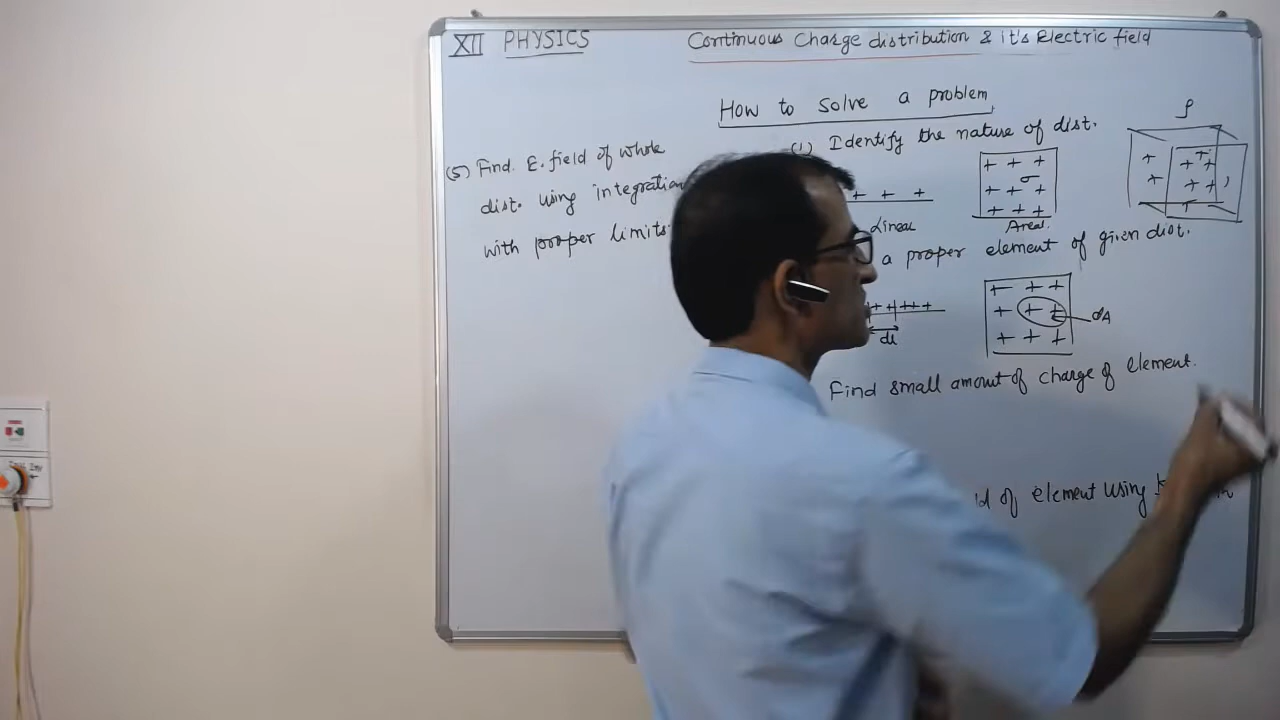 XII PHYSICS
Continuous Charge distribution & it's Electric field
How to solve a problem
(1) Identify the nature of dist.
ρ
+ + +
Linear
+ + +
σ
+ + +
+ + +
Areal
a proper element of given dist.
dl
dA
Find small amount of charge of element.
of element using
(5) Find E. field of whole
dist. using integration
with proper limits